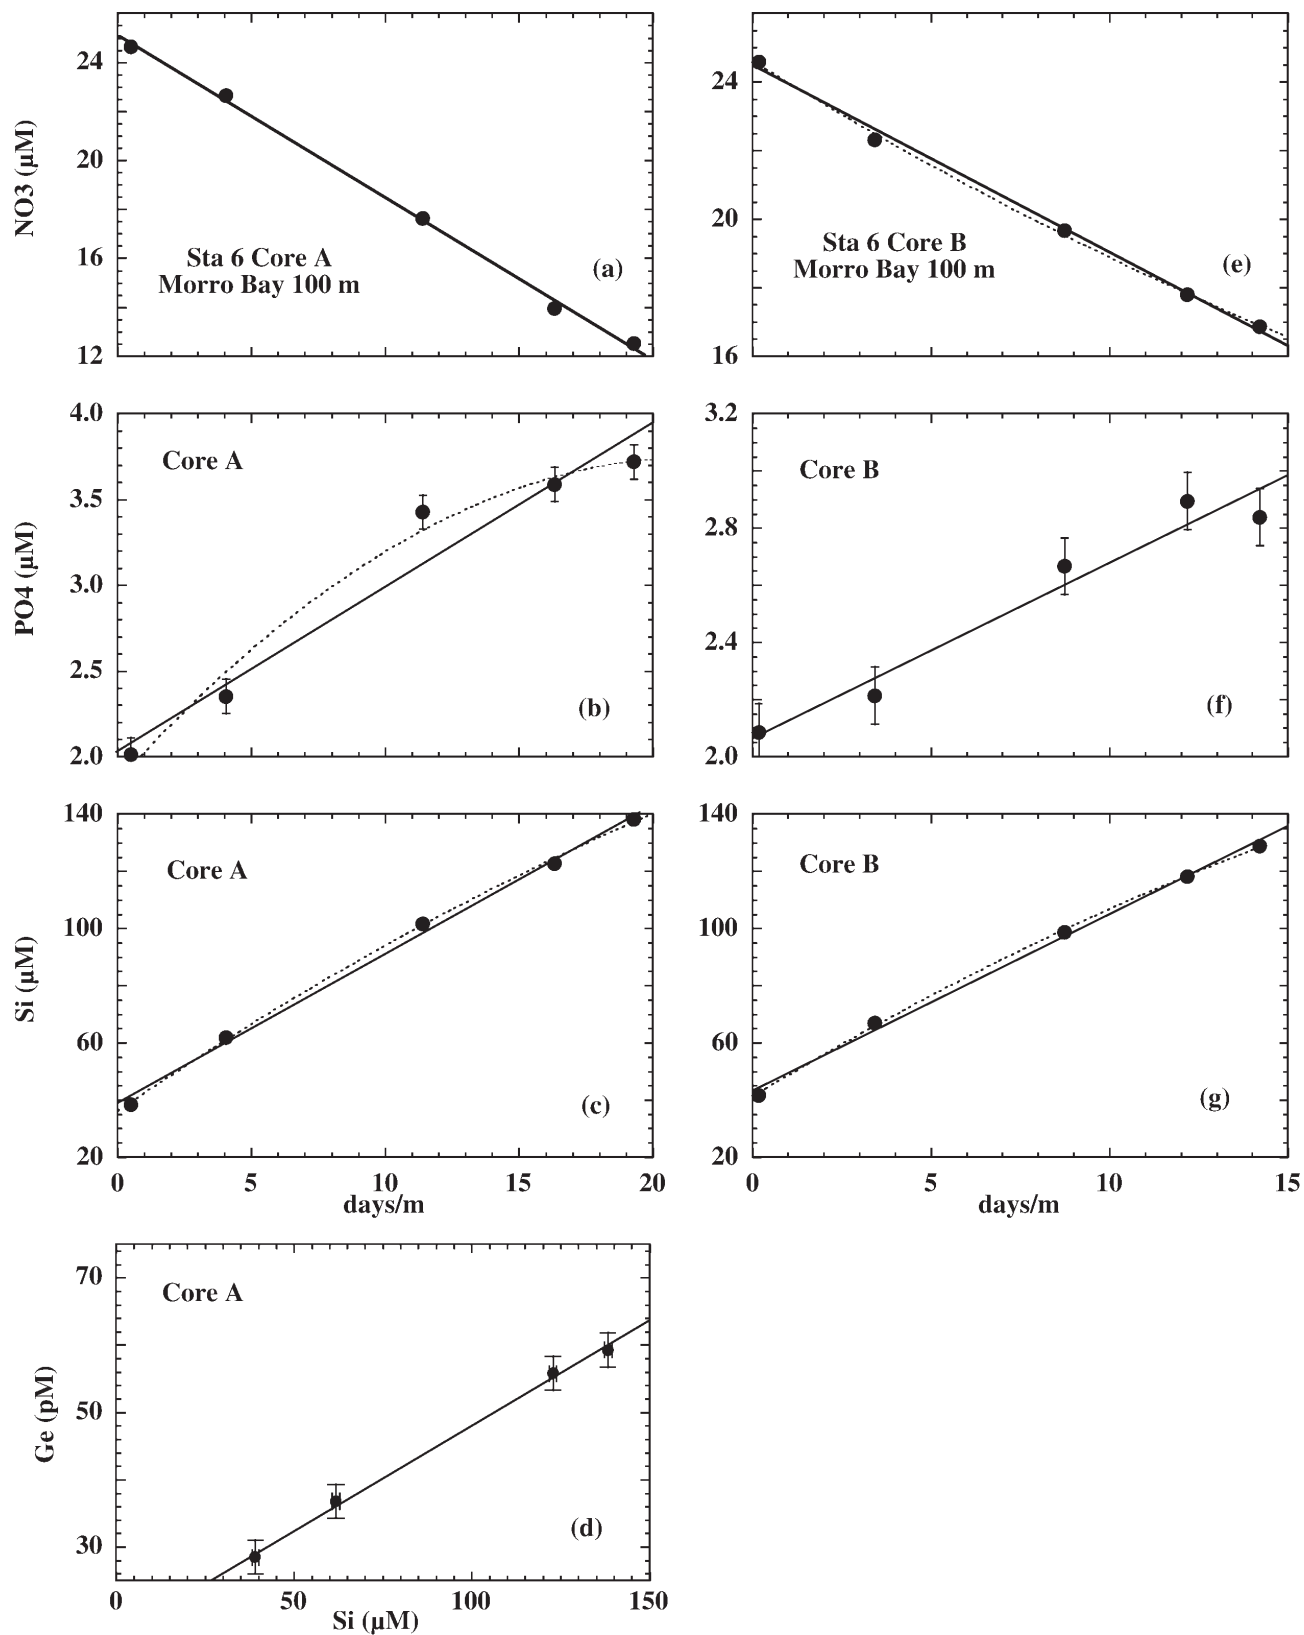 24
20
16
12
NO3 (µM)
Sta 6 Core A
Morro Bay 100 m
(a)
24
20
16
Sta 6 Core B
Morro Bay 100 m
(e)
4.0
3.5
3.0
2.5
2.0
PO4 (µM)
Core A
(b)
3.2
2.8
2.4
2.0
Core B
(f)
140
100
60
20
Si (µM)
Core A
(c)
0 5 10 15 20
days/m
140
100
60
20
Core B
(g)
0 5 10 15
days/m
70
50
30
Ge (pM)
Core A
(d)
0 50 100 150
Si (µM)